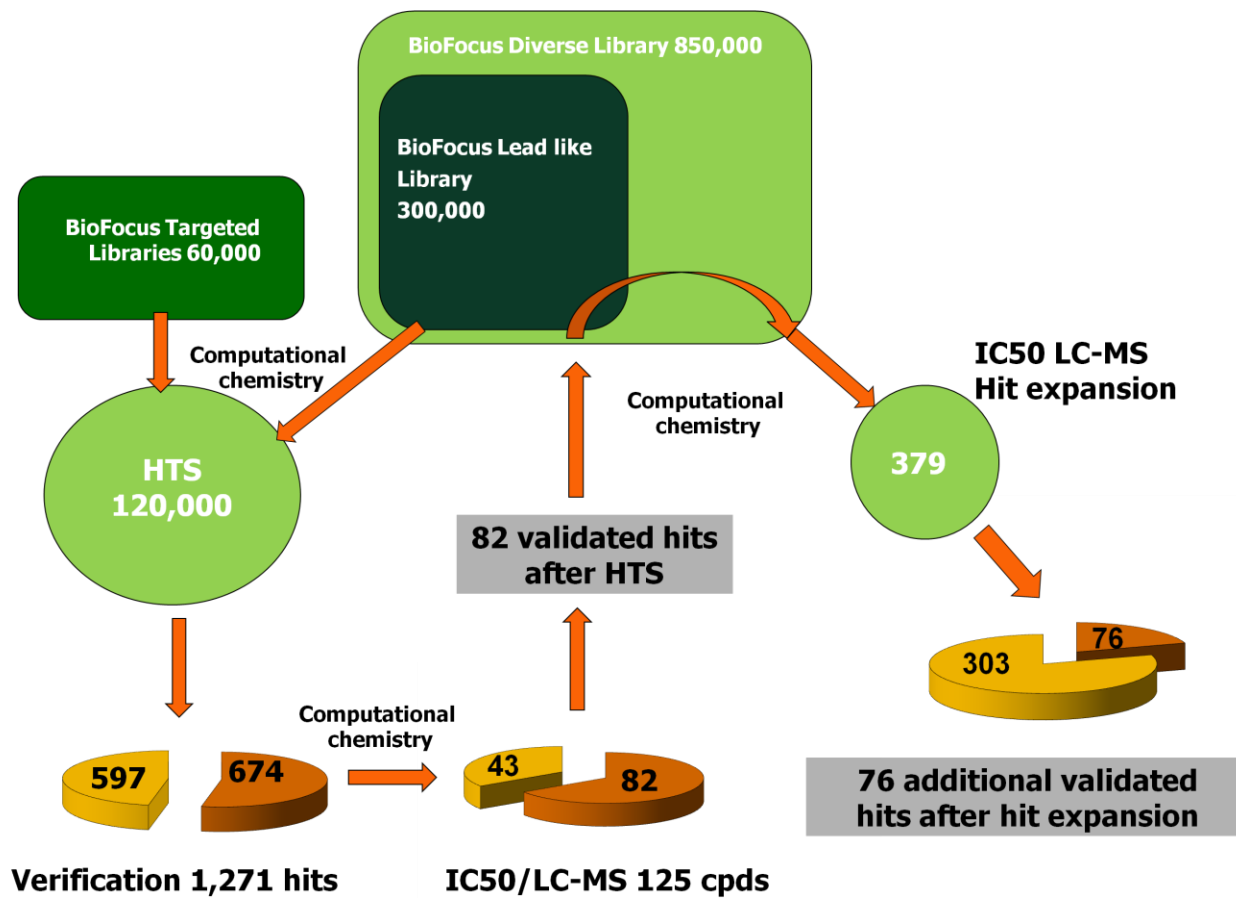 BioFocus Diverse Library 850,000
BioFocus Lead like
Library
300,000
BioFocus Targeted
Libraries 60,000
Computational
chemistry
IC50 LC-MS
Hit expansion
Computational
chemistry
HTS
120,000
379
82 validated hits
after HTS
76
303
Computational
chemistry
597
674
43
82
76 additional validated
hits after hit expansion
Verification 1,271 hits
IC50/LC-MS 125 cpds